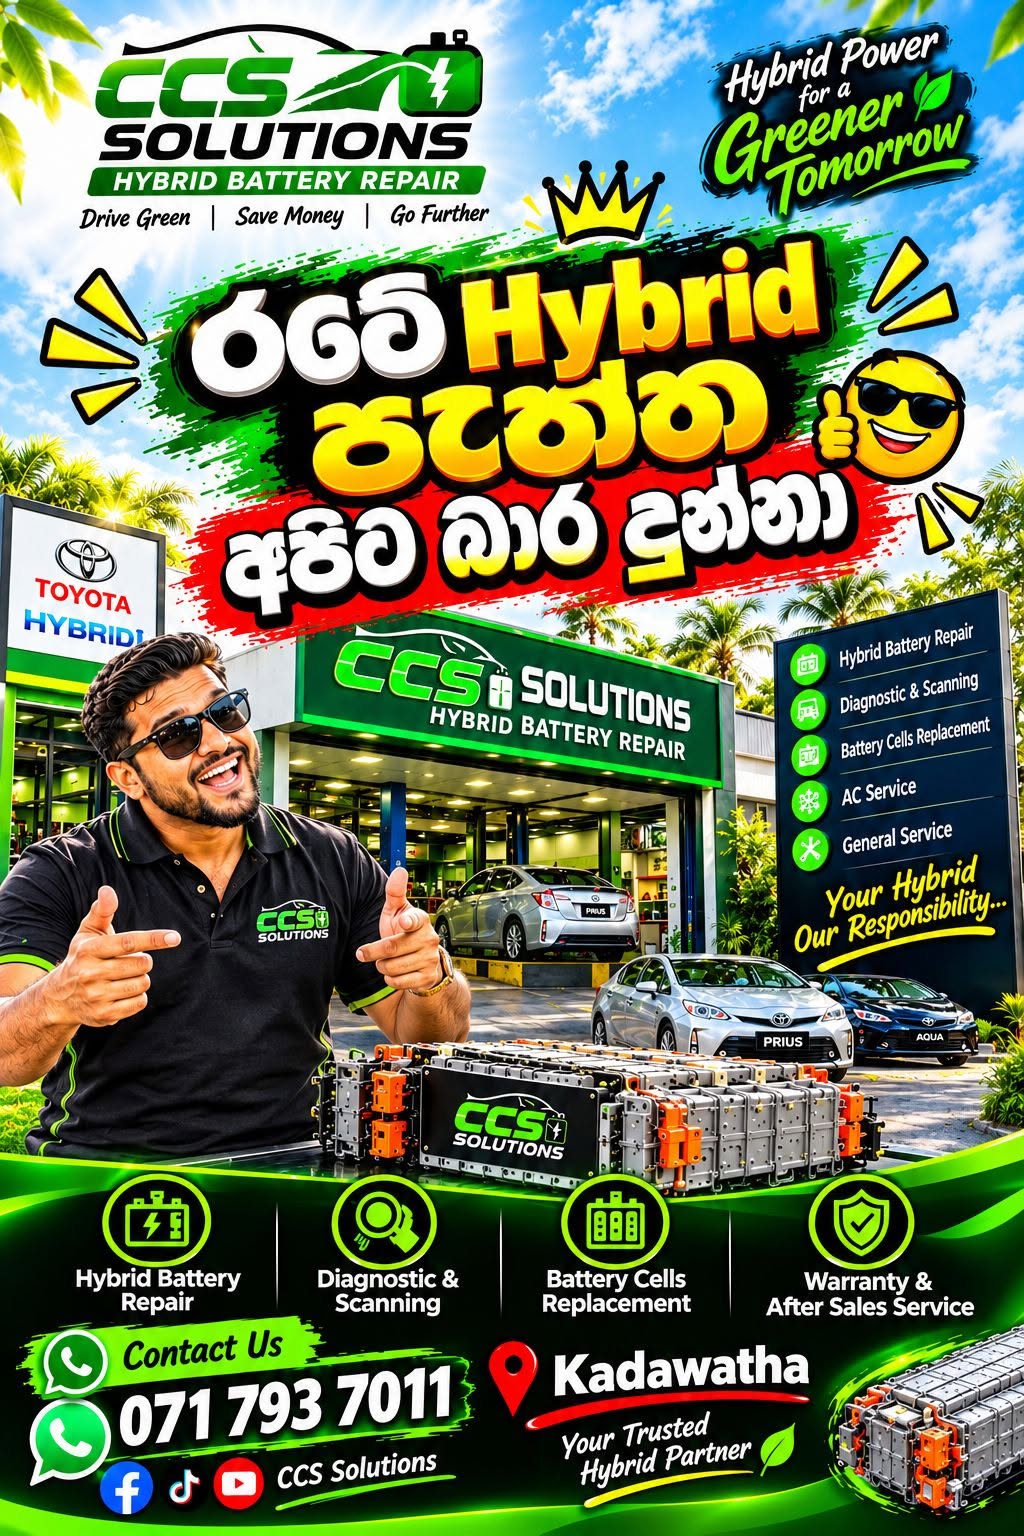 CCS
SOLUTIONS
HYBRID BATTERY REPAIR
Drive Green | Save Money | Go Further
Hybrid Power
for a
Greener
Tomorrow
රටේ Hybrid
පැත්ත
අපිට බාර දුන්නා
TOYOTA
HYBRID
CCS SOLUTIONS
HYBRID BATTERY REPAIR
Hybrid Battery Repair
Diagnostic & Scanning
Battery Cells Replacement
AC Service
General Service
Your Hybrid
Our Responsibility...
CCS
SOLUTIONS
PRIUS
PRIUS
AQUA
CCS
SOLUTIONS
Hybrid Battery
Repair
Diagnostic &
Scanning
Battery Cells
Replacement
Warranty &
After Sales Service
Contact Us
071 793 7011
CCS Solutions
Kadawatha
Your Trusted
Hybrid Partner